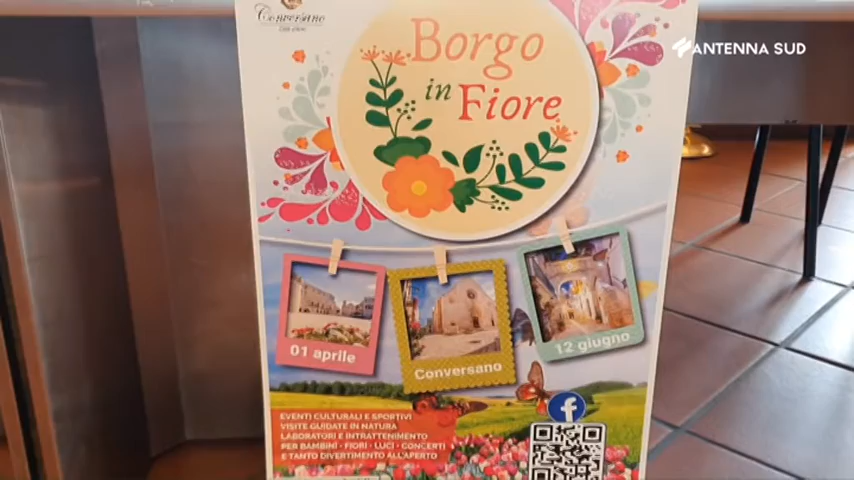 Conversano
ANTENNA SUD
Borgo
in
Fiore
01 aprile
Conversano
12 giugno
EVENTI CULTURALI E SPORTIVI
VISITE GUIDATE IN NATURA
LABORATORI E INTRATTENIMENTO
PER BAMBINI · FIORI · LUCI · CONCERTI
E TANTO DIVERTIMENTO ALL'APERTO